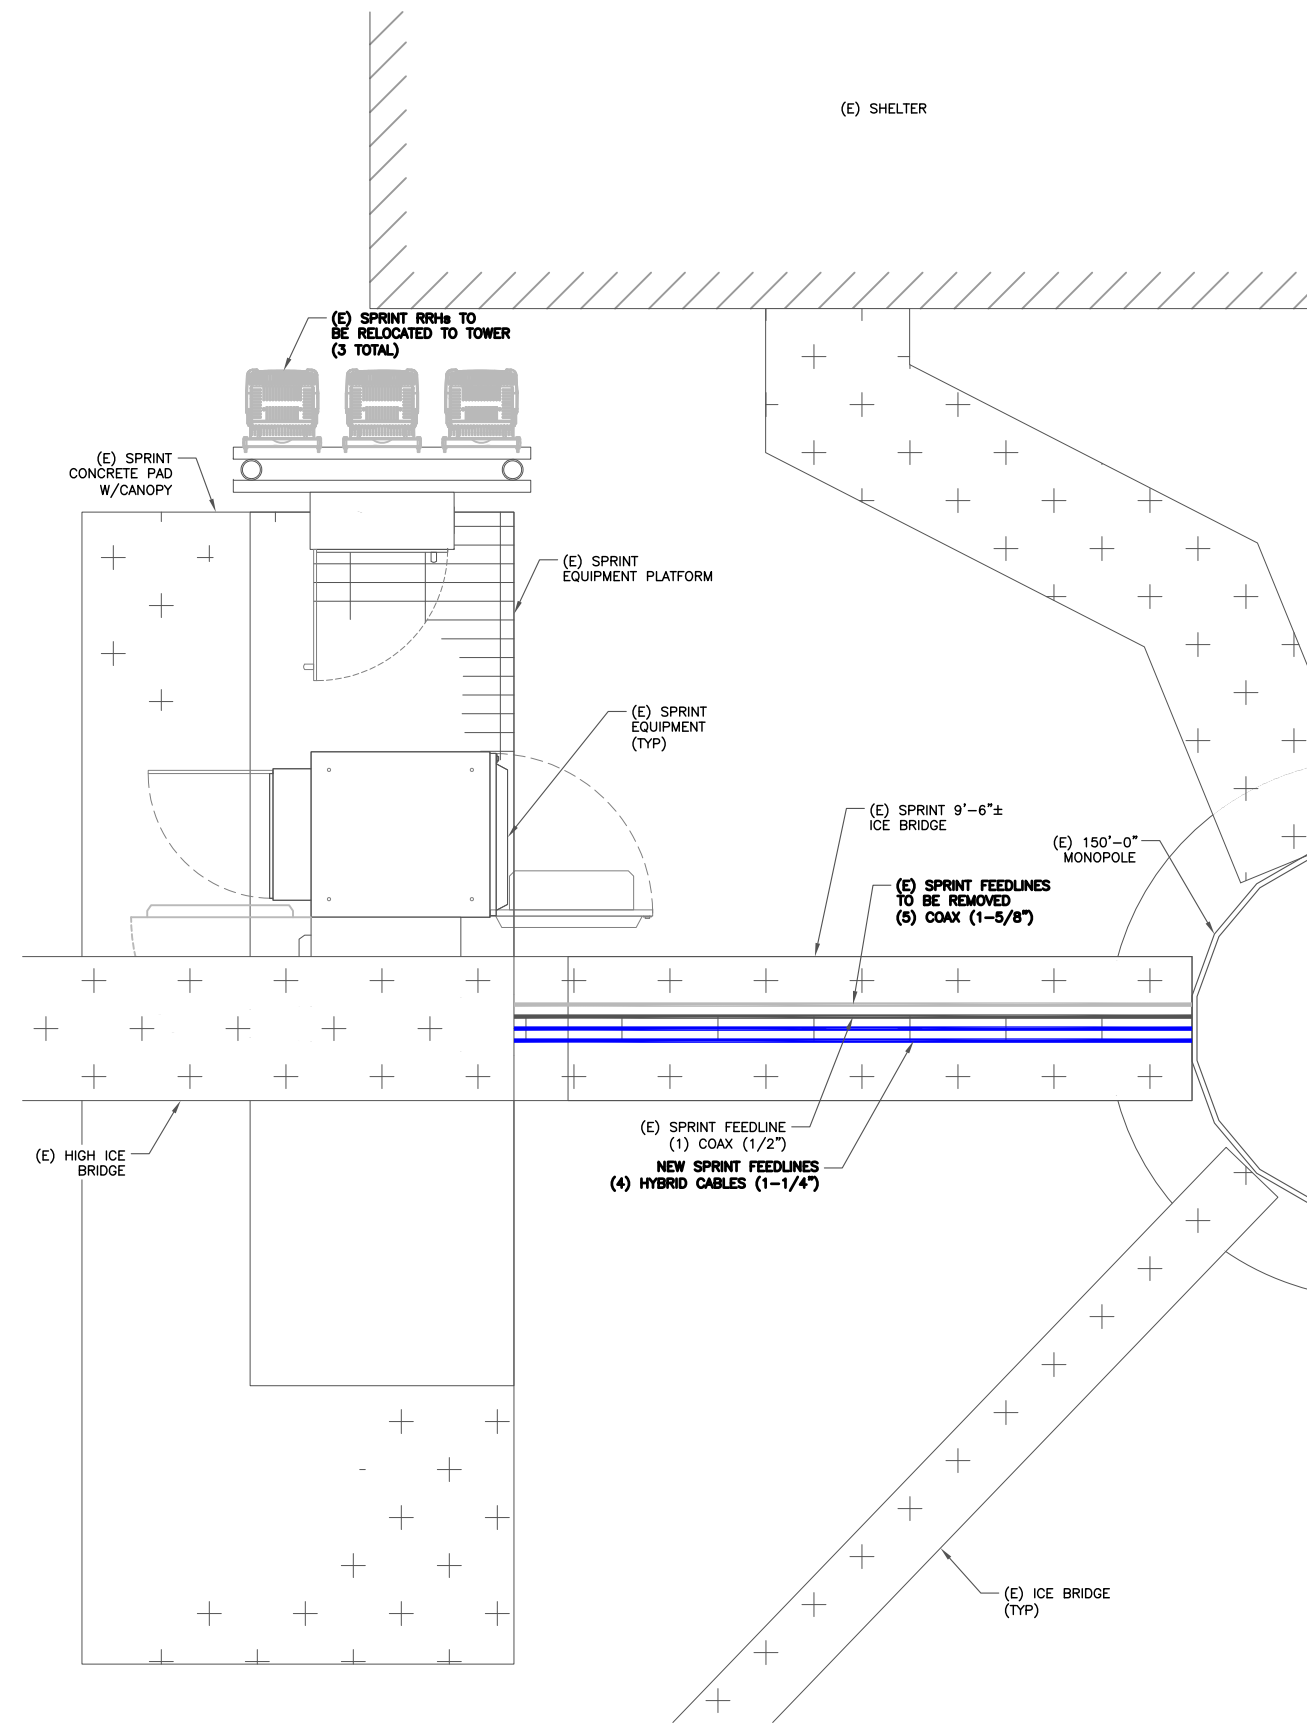 (E) SHELTER
(E) SPRINT RRHs TO
BE RELOCATED TO TOWER
(3 TOTAL)
(E) SPRINT
CONCRETE PAD
W/CANOPY
(E) SPRINT
EQUIPMENT PLATFORM
(E) SPRINT
EQUIPMENT
(TYP)
(E) SPRINT 9'-6"±
ICE BRIDGE
(E) 150'-0"
MONOPOLE
(E) SPRINT FEEDLINES
TO BE REMOVED
(5) COAX (1-5/8")
(E) SPRINT FEEDLINE
(1) COAX (1/2")
NEW SPRINT FEEDLINES
(4) HYBRID CABLES (1-1/4")
(E) HIGH ICE
BRIDGE
(E) ICE BRIDGE
(TYP)